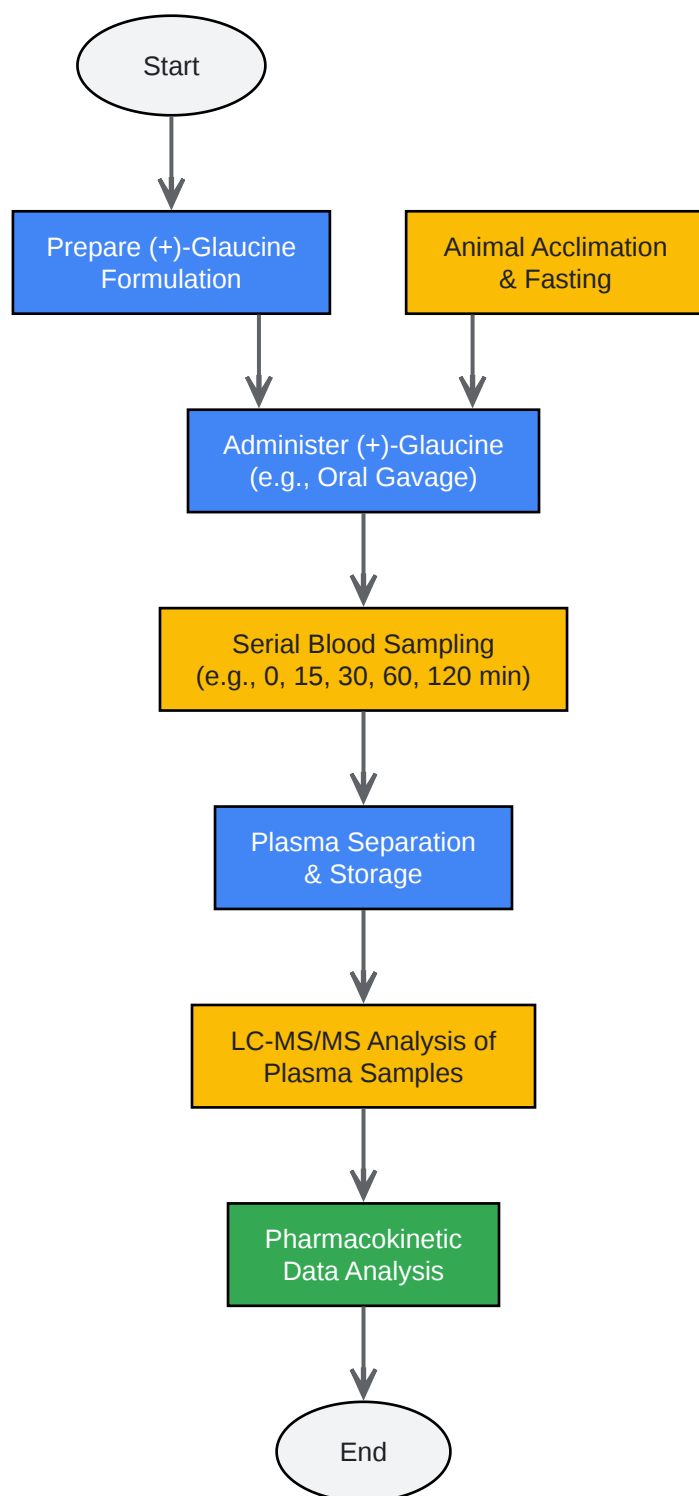 Start
Prepare (+)-Glaucine
Formulation
Animal Acclimation
& Fasting
Administer (+)-Glaucine
(e.g., Oral Gavage)
Serial Blood Sampling
(e.g., 0, 15, 30, 60, 120 min)
Plasma Separation
& Storage
LC-MS/MS Analysis of
Plasma Samples
Pharmacokinetic
Data Analysis
End